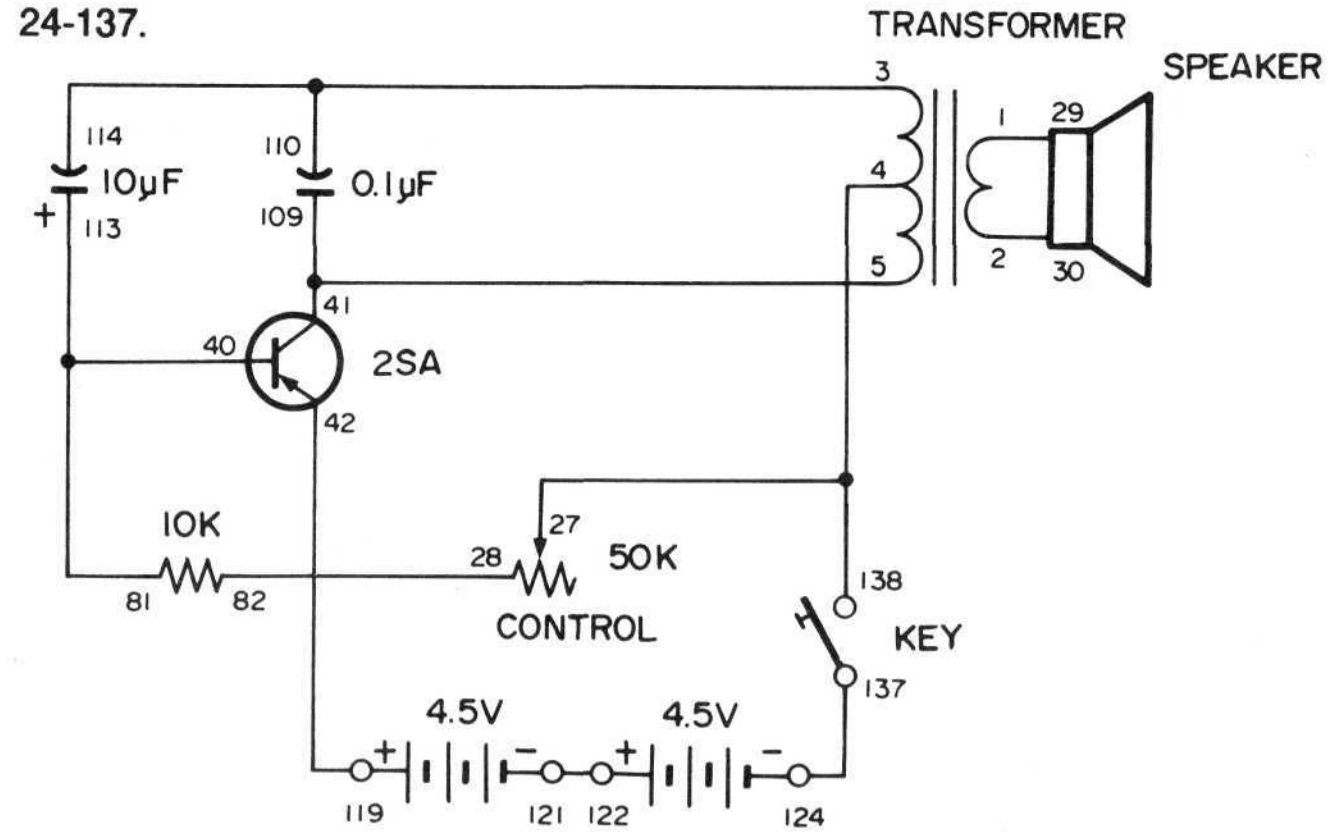 24-137.
TRANSFORMER
SPEAKER
3
114
110
1
29
10µF
0.1µF
4
+
113
109
5
2
30
41
40
2SA
42
10K
27
28
50K
81
82
CONTROL
138
KEY
137
4.5V
4.5V
+
−
+
−
119
121
122
124